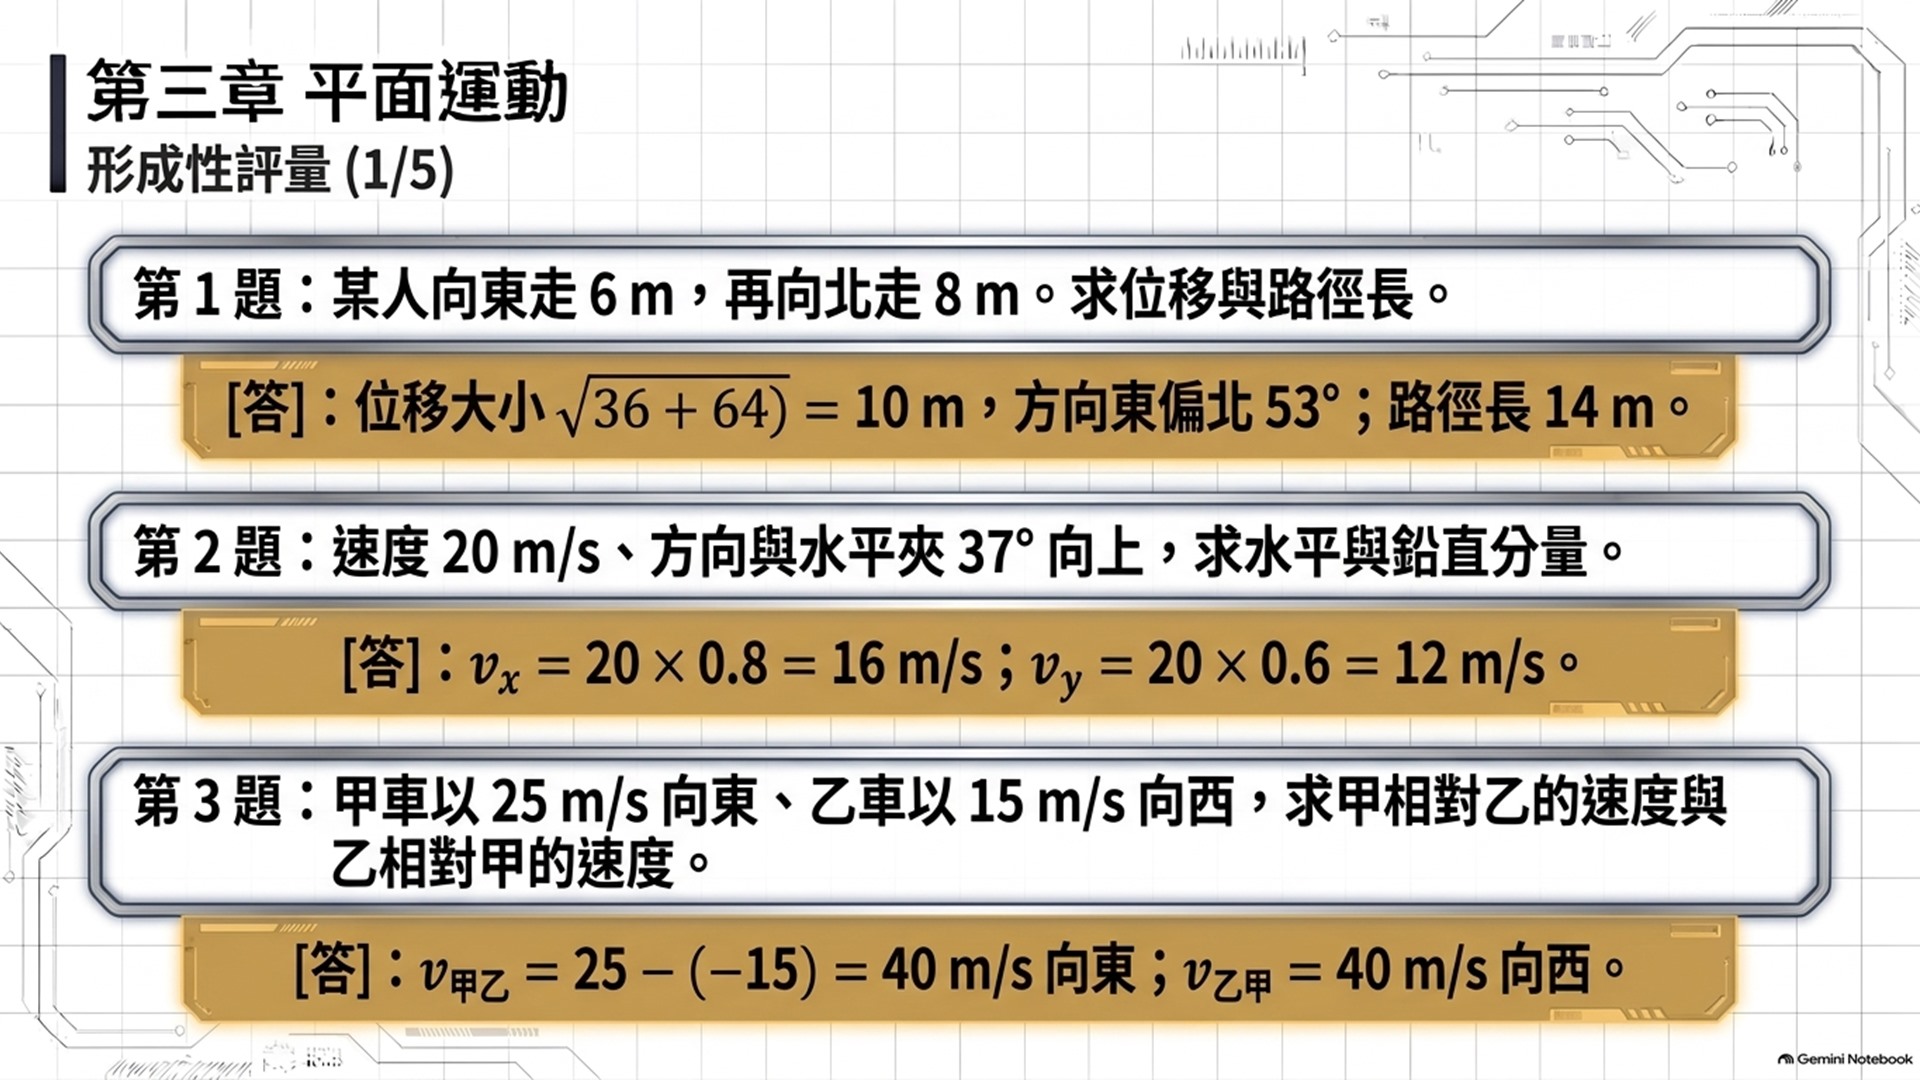 第三章 平面運動
形成性評量 (1/5)
第 1 題：某人向東走 6 m，再向北走 8 m。求位移與路徑長。
[答]：位移大小 √36 + 64) = 10 m，方向東偏北 53°；路徑長 14 m。
第 2 題：速度 20 m/s、方向與水平夾 37° 向上，求水平與鉛直分量。
[答]：vₓ = 20 × 0.8 = 16 m/s；v_y = 20 × 0.6 = 12 m/s。
第 3 題：甲車以 25 m/s 向東、乙車以 15 m/s 向西，求甲相對乙的速度與
乙相對甲的速度。
[答]：v甲乙 = 25 − (−15) = 40 m/s 向東；v乙甲 = 40 m/s 向西。
Gemini Notebook